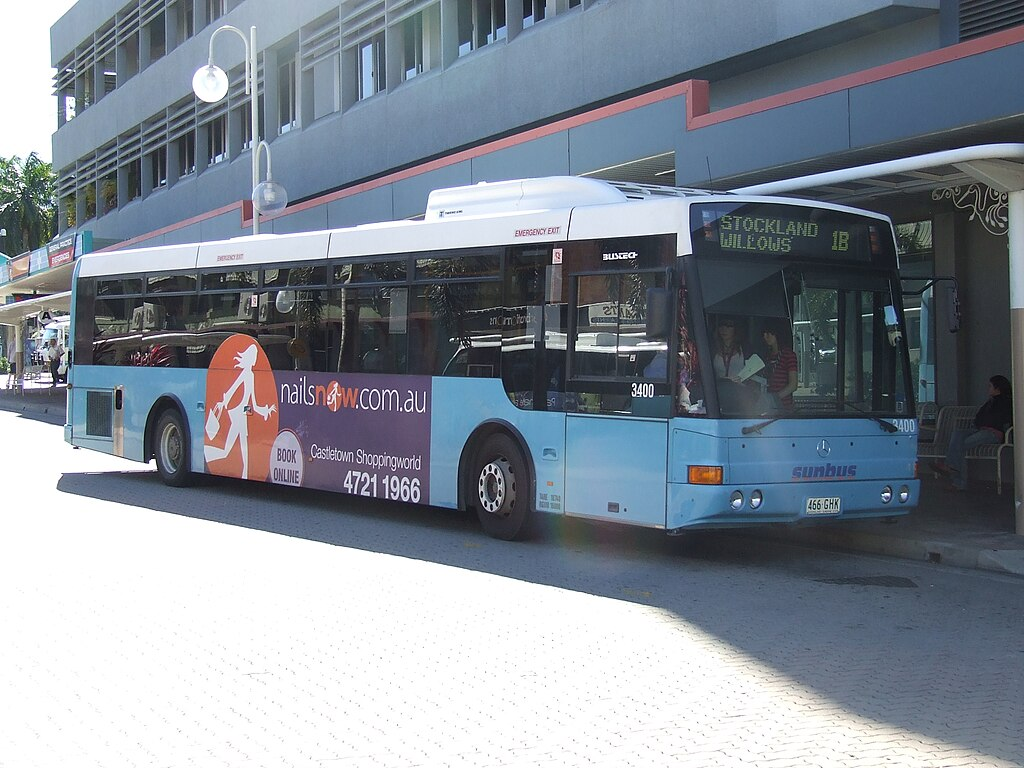 STOCKLAND
WILLOWS 1B
EMERGENCY EXIT
EMERGENCY EXIT
BUSTECH
3400
3400
nailsnow.com.au
Castletown Shoppingworld
4721 1966
BOOK
ONLINE
sunbus
466·GHK